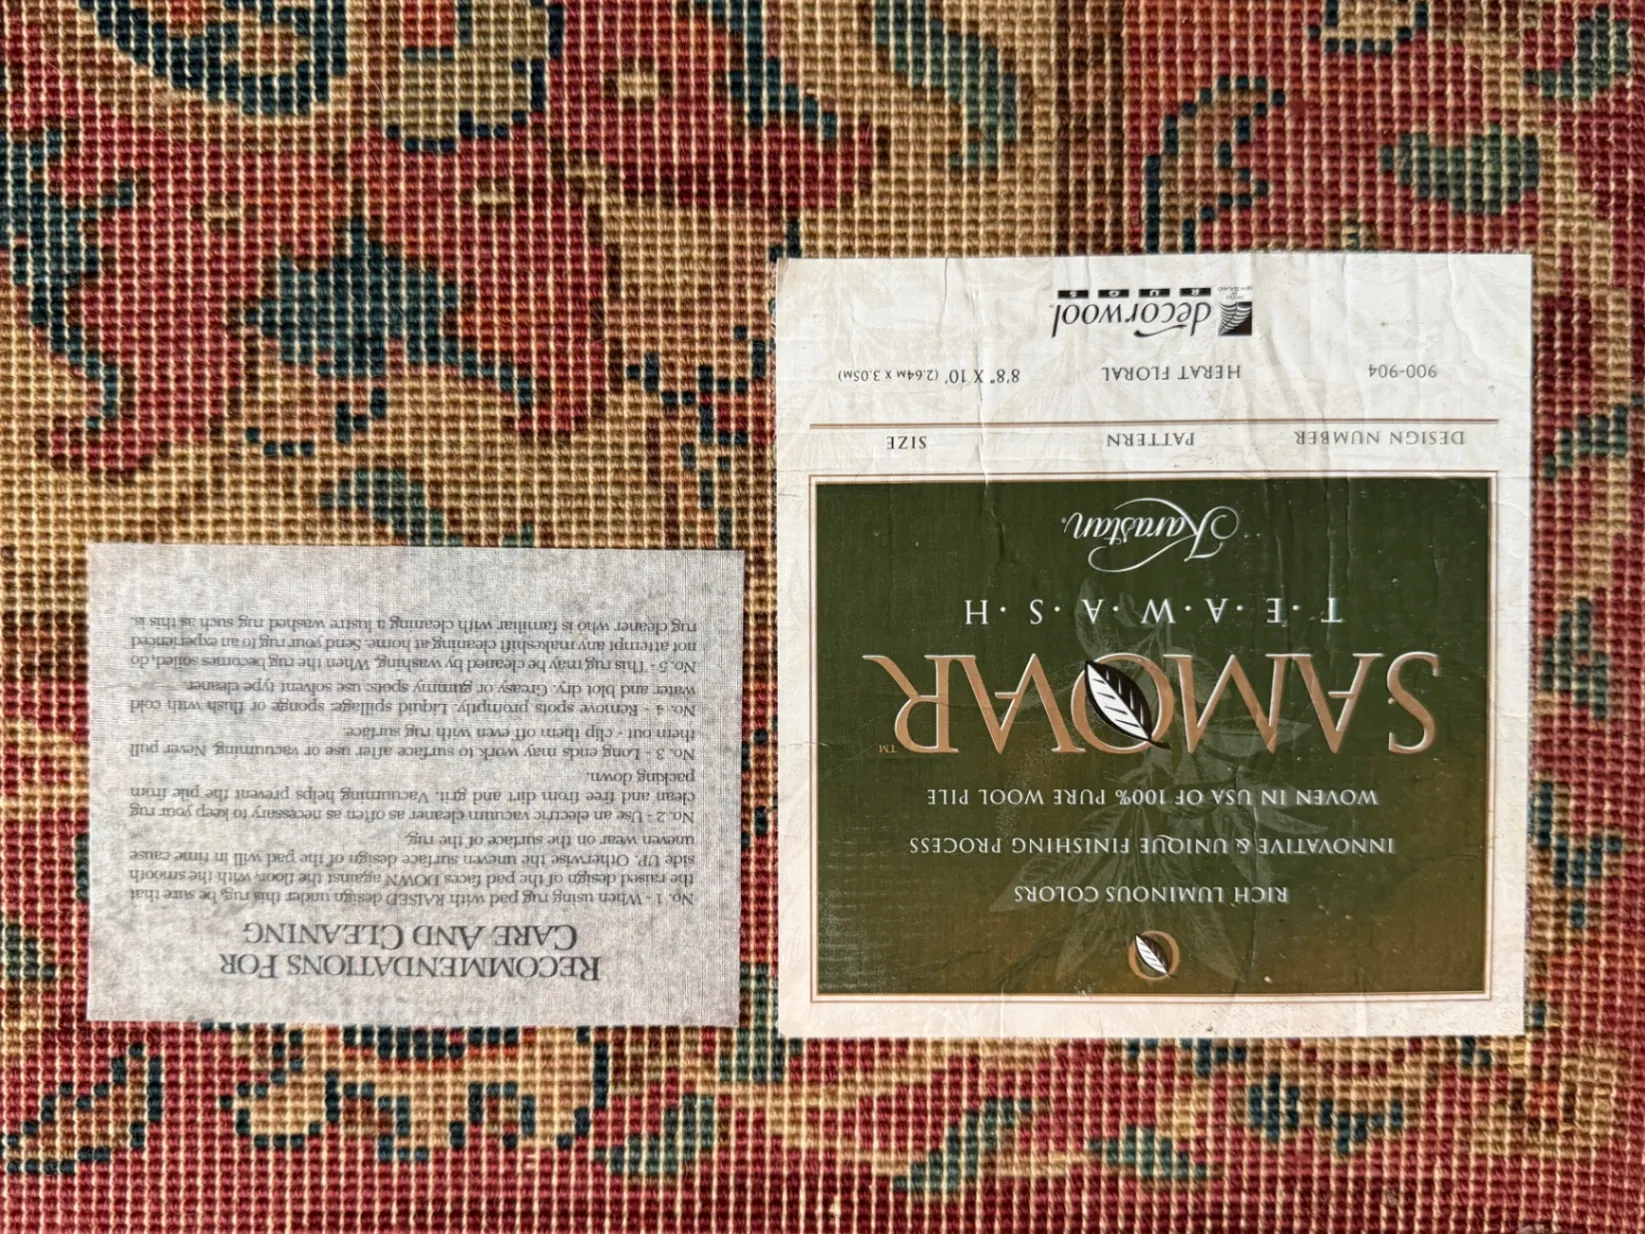 RICH LUMINOUS COLORS
INNOVATIVE & UNIQUE FINISHING PROCESS
WOVEN IN USA OF 100% PURE WOOL PILE
SAMOVAR™
T·E·A·W·A·S·H
Karastan®
DESIGN NUMBER PATTERN SIZE
900-904 HERAT FLORAL 8'8" X 10' (2.64M X 3.05M)
decorwool
RUGS
RECOMMENDATIONS FOR
CARE AND CLEANING
No. 1 - When using rug pad with RAISED design under this rug, be sure that
the raised design of the pad faces DOWN against the floor, with the smooth
side UP. Otherwise the uneven surface design of the pad will in time cause
uneven wear on the surface of the rug.
No. 2 - Use an electric vacuum cleaner as often as necessary to keep your rug
clean and free from dirt and grit. Vacuuming helps prevent the pile from
packing down.
No. 3 - Long ends may work to surface after use or vacuuming. Never pull
them out - clip them off even with rug surface.
No. 4 - Remove spots promptly. Liquid spillage: sponge or flush with cold
water and blot dry. Greasy or gummy spots: use solvent type cleaner.
No. 5 - This rug may be cleaned by washing. When the rug becomes soiled, do
not attempt any makeshift cleaning at home. Send your rug to an experienced
rug cleaner who is familiar with cleaning a lustre washed rug such as this is.